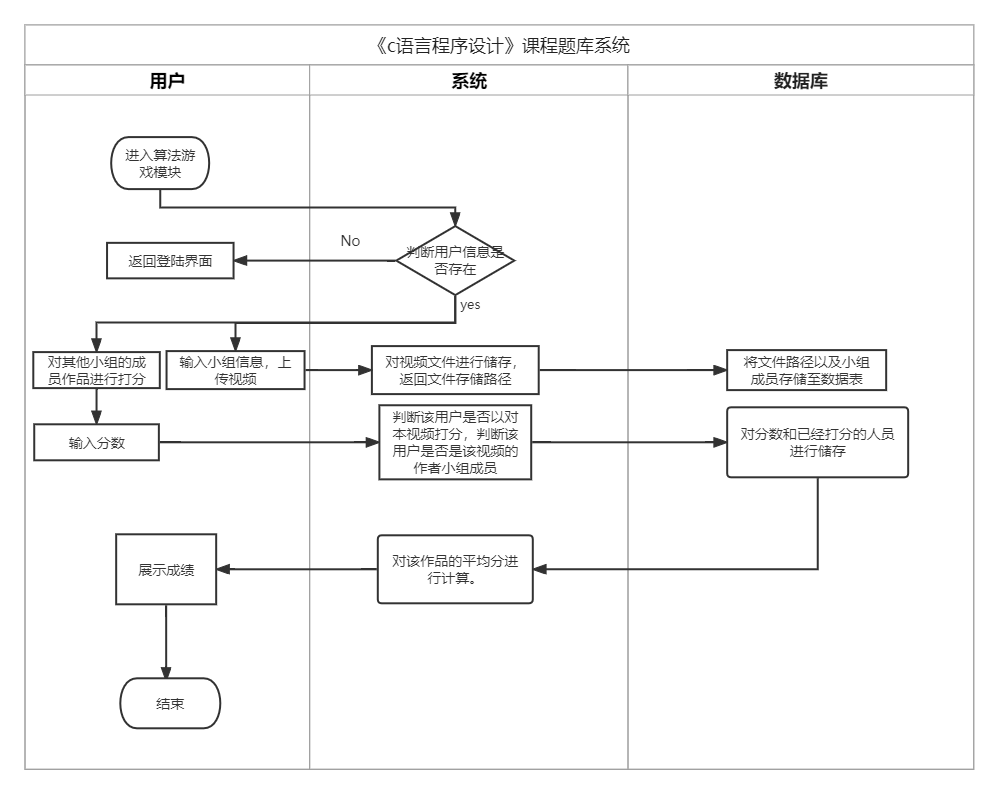 《c语言程序设计》课程题库系统
用户
系统
数据库
进入算法游
戏模块
判断用户信息是
否存在
No
返回登陆界面
yes
对其他小组的成
员作品进行打分
输入小组信息，上
传视频
对视频文件进行储存，
返回文件存储路径
将文件路径以及小组
成员存储至数据表
输入分数
判断该用户是否以对
本视频打分，判断该
用户是否是该视频的
作者小组成员
对分数和已经打分的人员
进行储存
展示成绩
对该作品的平均分进
行计算。
结束